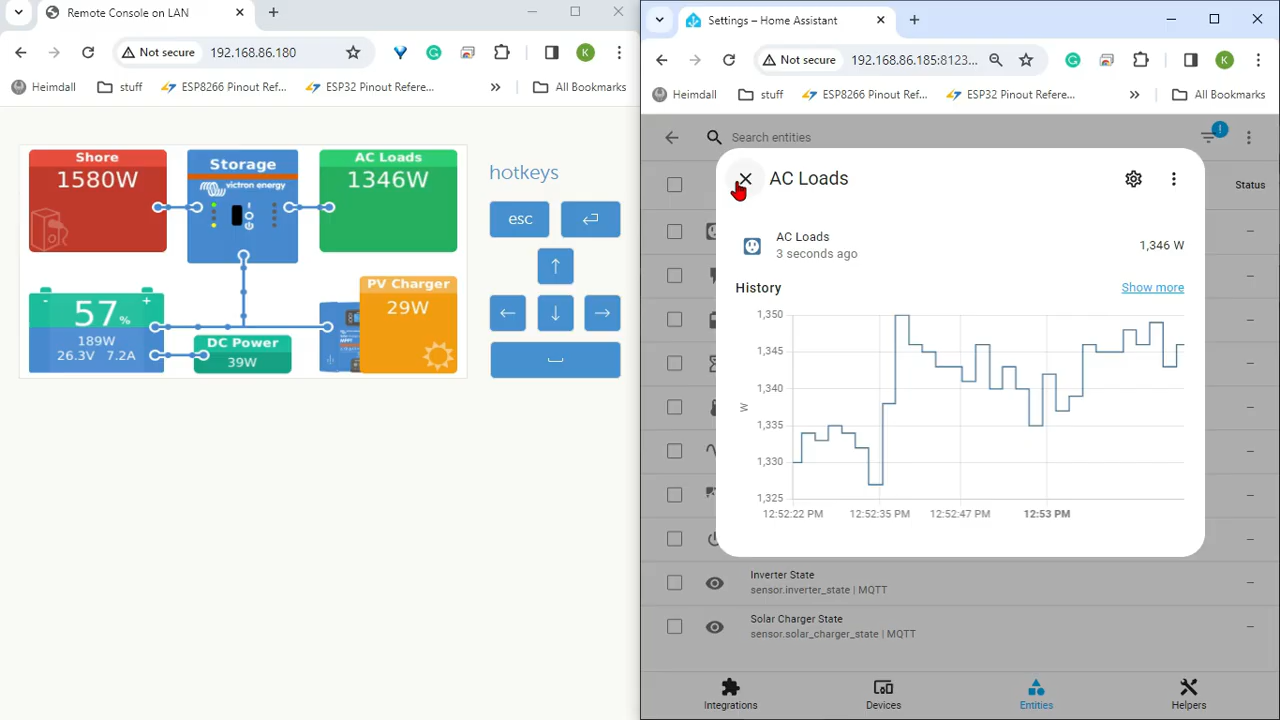 Remote Console on LAN
Not secure
192.168.86.180
K
Heimdall
stuff
ESP8266 Pinout Ref...
ESP32 Pinout Refere...
All Bookmarks
Shore
1580W
Storage
victron energy
AC Loads
1346W
57%
189W
26.3V 7.2A
DC Power
39W
PV Charger
29W
hotkeys
esc
Settings – Home Assistant
Not secure
192.168.86.185:8123...
K
Heimdall
stuff
ESP8266 Pinout Ref...
ESP32 Pinout Refere...
All Bookmarks
Search entities
Status
AC Loads
AC Loads
3 seconds ago
1,346 W
History
Show more
1,350
1,345
1,340
1,335
1,330
1,325
W
12:52:22 PM
12:52:35 PM
12:52:47 PM
12:53 PM
Inverter State
sensor.inverter_state | MQTT
Solar Charger State
sensor.solar_charger_state | MQTT
Integrations
Devices
Entities
Helpers